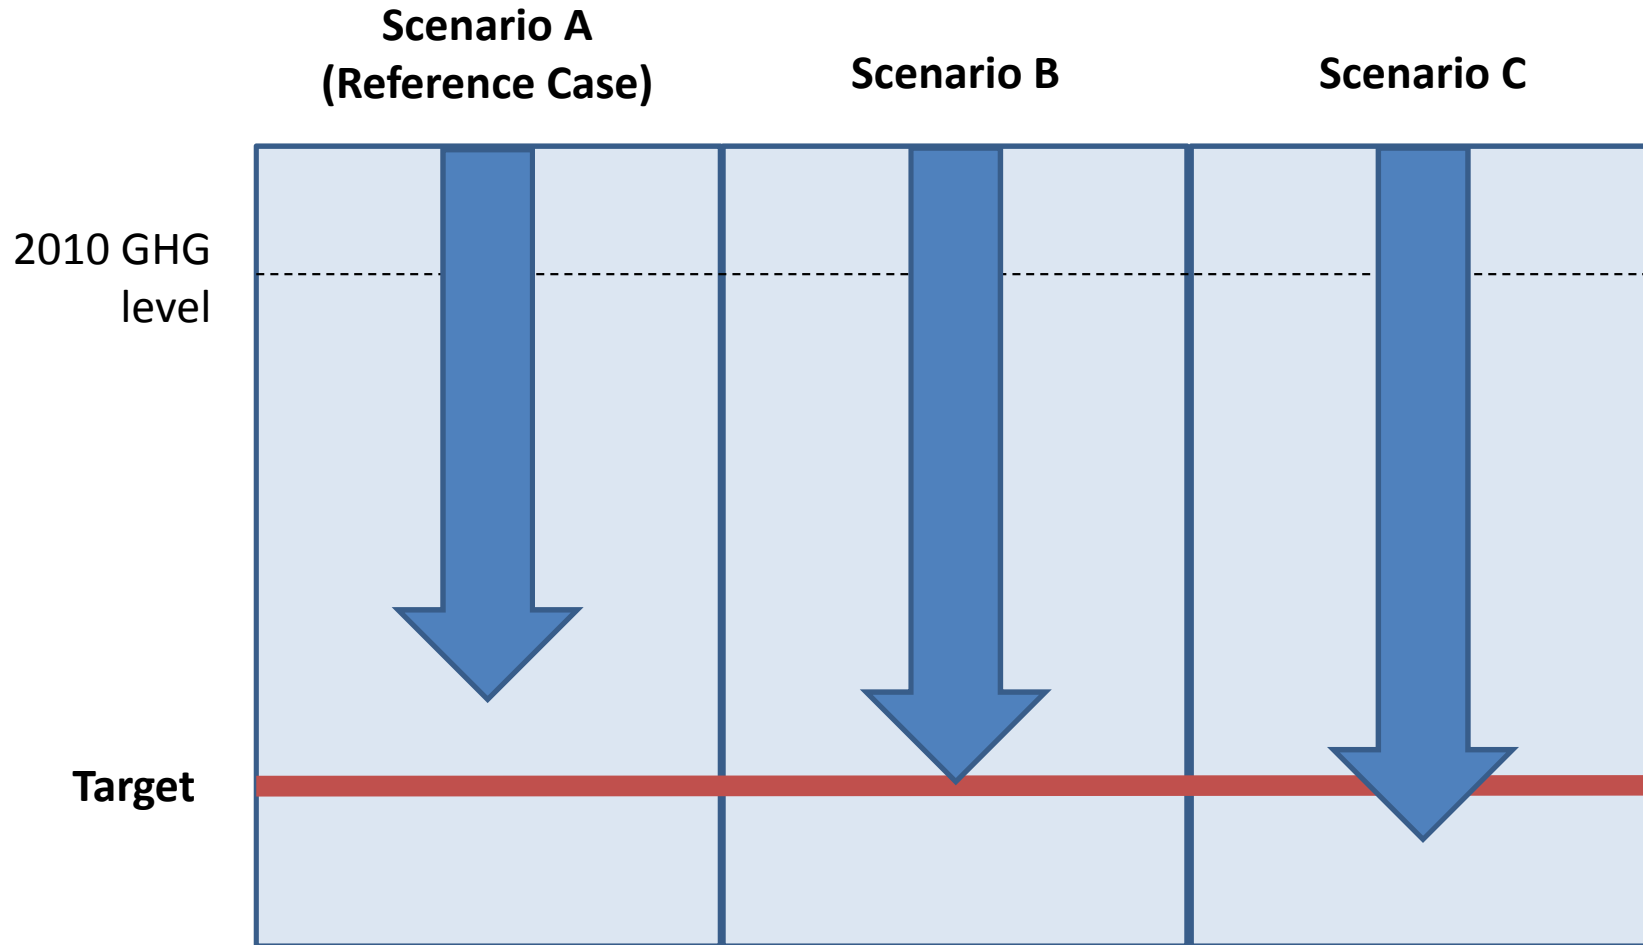 Scenario A
(Reference Case)
Scenario B
Scenario C
2010 GHG
level
Target